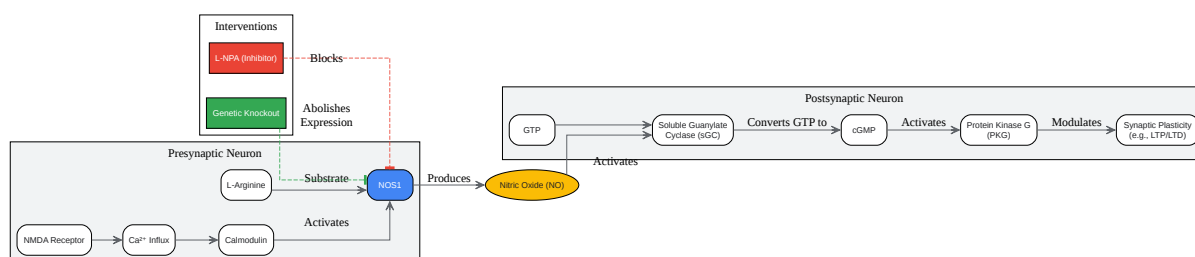 Interventions
L-NPA (Inhibitor)
Blocks
Genetic Knockout
Abolishes
Expression
Presynaptic Neuron
L-Arginine
Substrate
NOS1
Produces
Nitric Oxide (NO)
Activates
NMDA Receptor
Ca²⁺ Influx
Calmodulin
Activates
Postsynaptic Neuron
GTP
Soluble Guanylate
Cyclase (sGC)
Converts GTP to
cGMP
Activates
Protein Kinase G
(PKG)
Modulates
Synaptic Plasticity
(e.g., LTP/LTD)